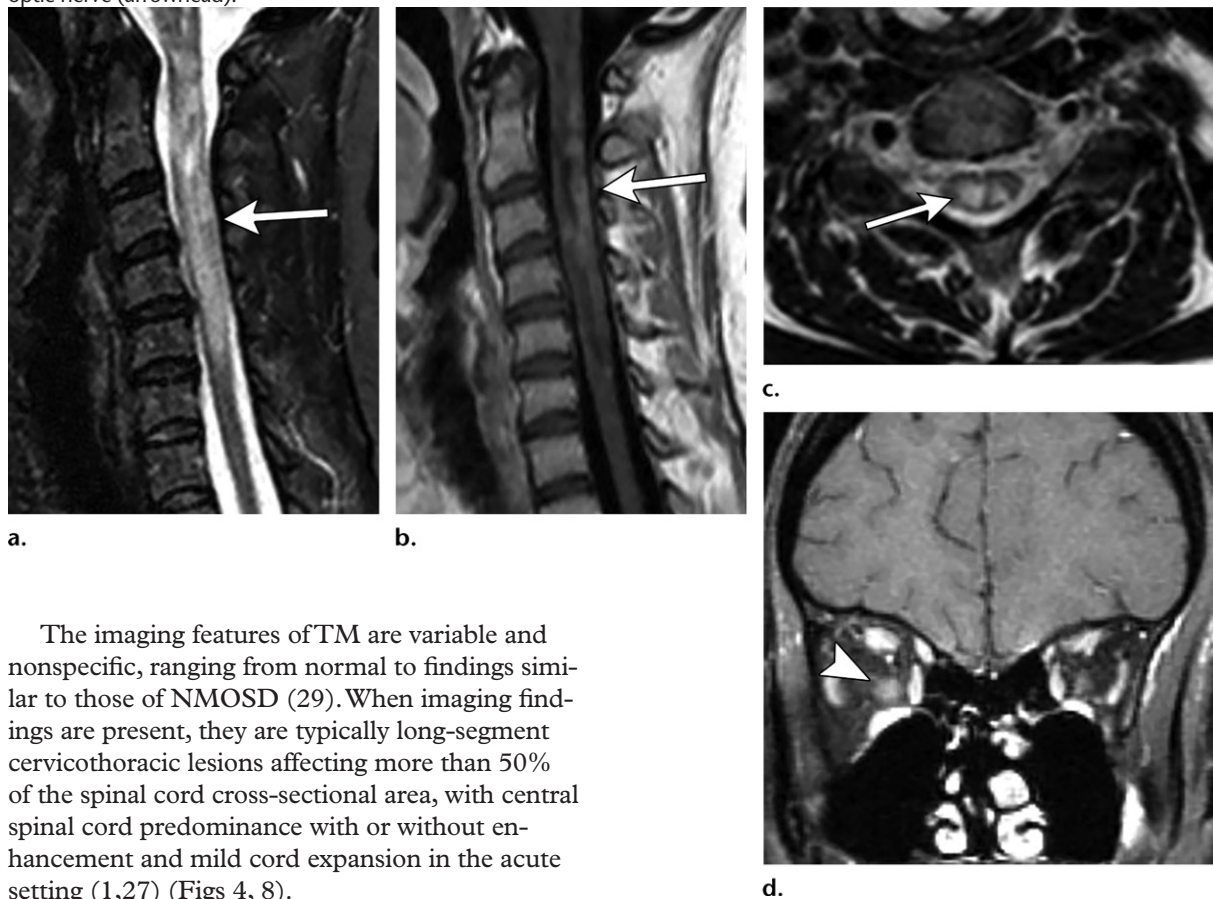 optic nerve (arrowhead).
a.
b.
c.
d.
The imaging features of TM are variable and
nonspecific, ranging from normal to findings simi-
lar to those of NMOSD (29). When imaging find-
ings are present, they are typically long-segment
cervicothoracic lesions affecting more than 50%
of the spinal cord cross-sectional area, with central
spinal cord predominance with or without en-
hancement and mild cord expansion in the acute
setting (1,27) (Figs 4, 8).